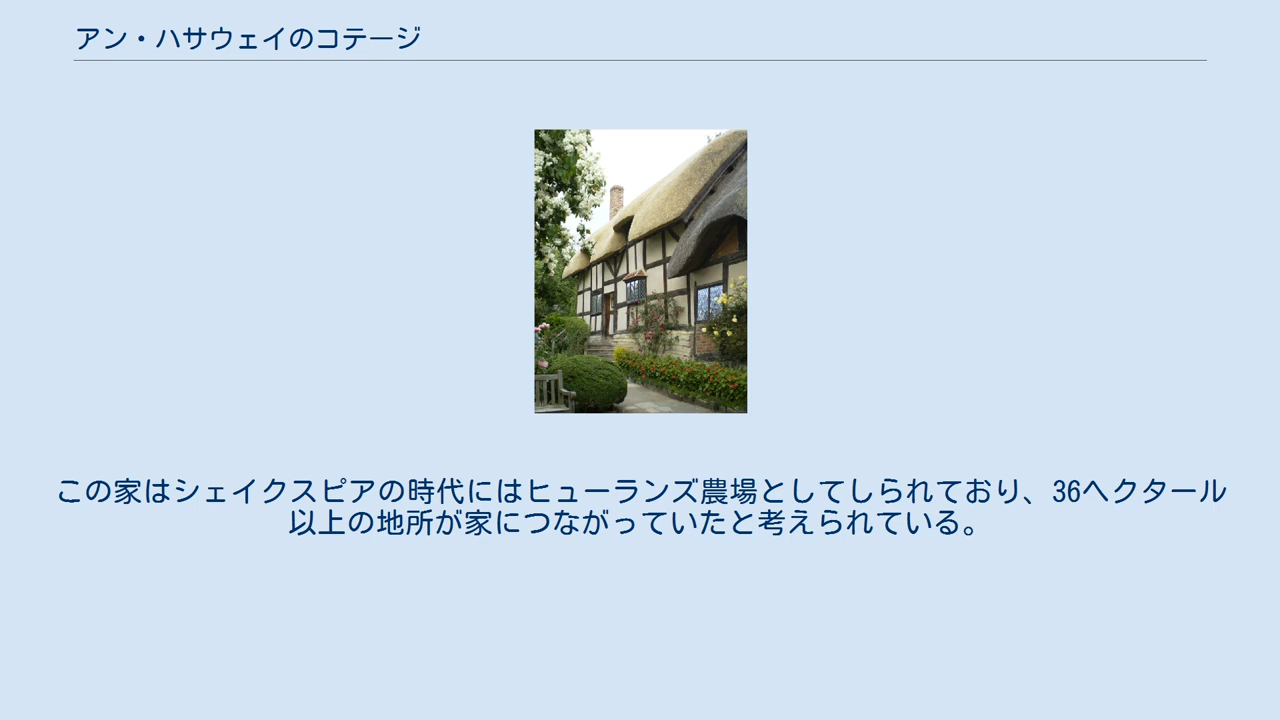 アン・ハサウェイのコテージ
この家はシェイクスピアの時代にはヒューランズ農場としてしられており、36ヘクタール
以上の地所が家につながっていたと考えられている。